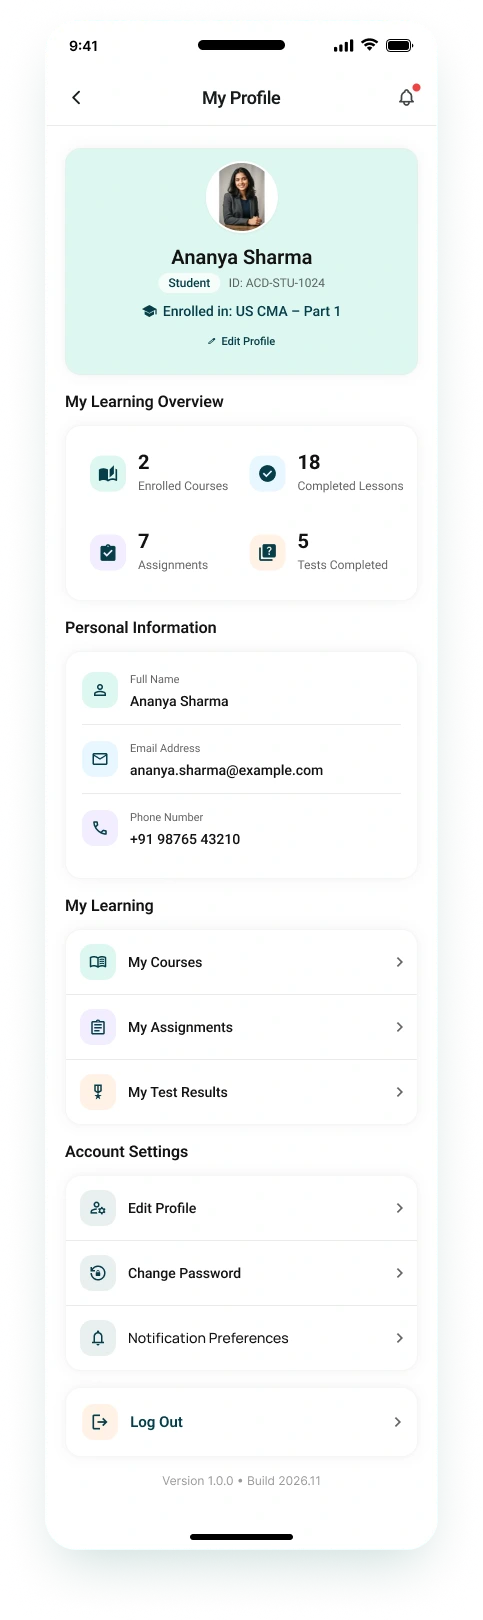 9:41
My Profile
Ananya Sharma
Student ID: ACD-STU-1024
Enrolled in: US CMA – Part 1
Edit Profile
My Learning Overview
2
Enrolled Courses
18
Completed Lessons
7
Assignments
5
Tests Completed
Personal Information
Full Name
Ananya Sharma
Email Address
ananya.sharma@example.com
Phone Number
+91 98765 43210
My Learning
My Courses
My Assignments
My Test Results
Account Settings
Edit Profile
Change Password
Notification Preferences
Log Out
Version 1.0.0 • Build 2026.11